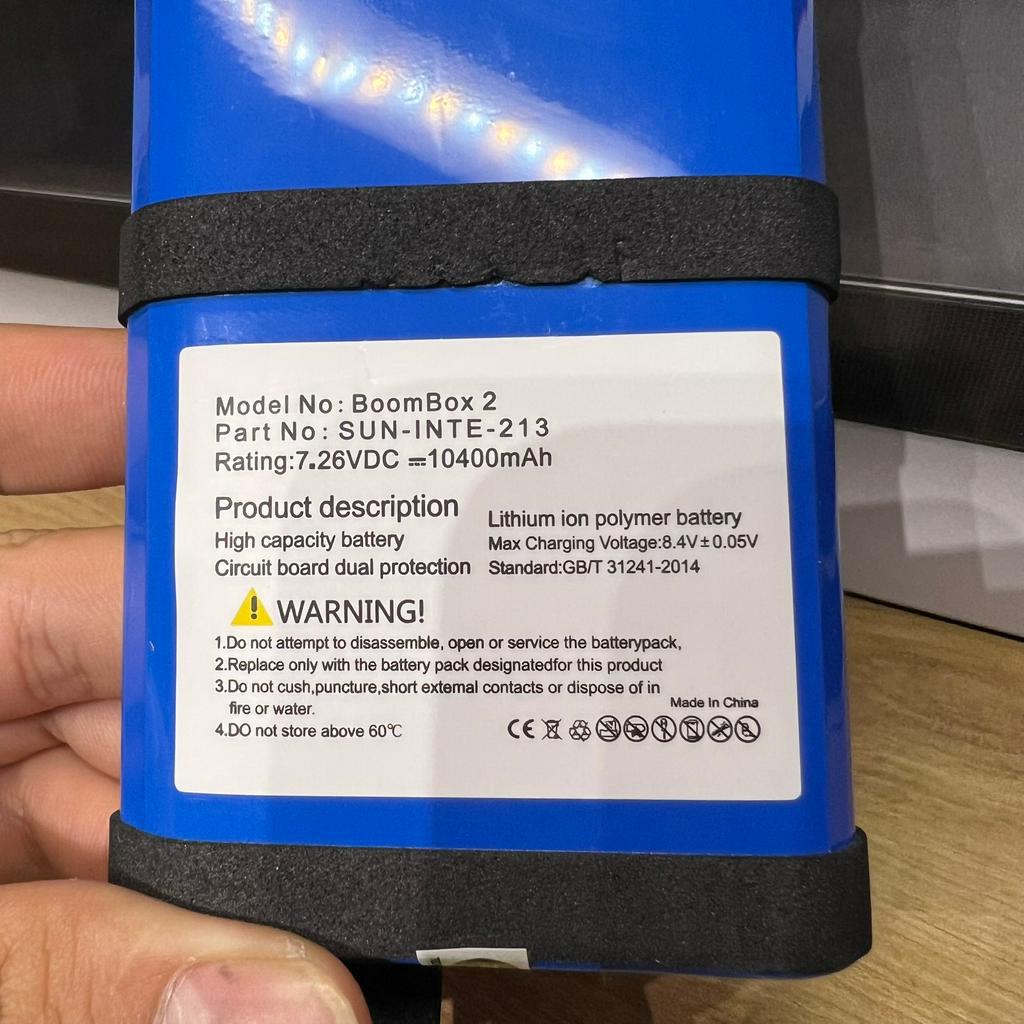 Model No: BoomBox 2
Part No: SUN-INTE-213
Rating:7.26VDC ⎓10400mAh
Product description
High capacity battery
Circuit board dual protection
Lithium ion polymer battery
Max Charging Voltage:8.4V±0.05V
Standard:GB/T 31241-2014
WARNING!
1.Do not attempt to disassemble, open or service the batterypack,
2.Replace only with the battery pack designatedfor this product
3.Do not cush,puncture,short external contacts or dispose of in
fire or water.
4.DO not store above 60℃
Made In China
CE